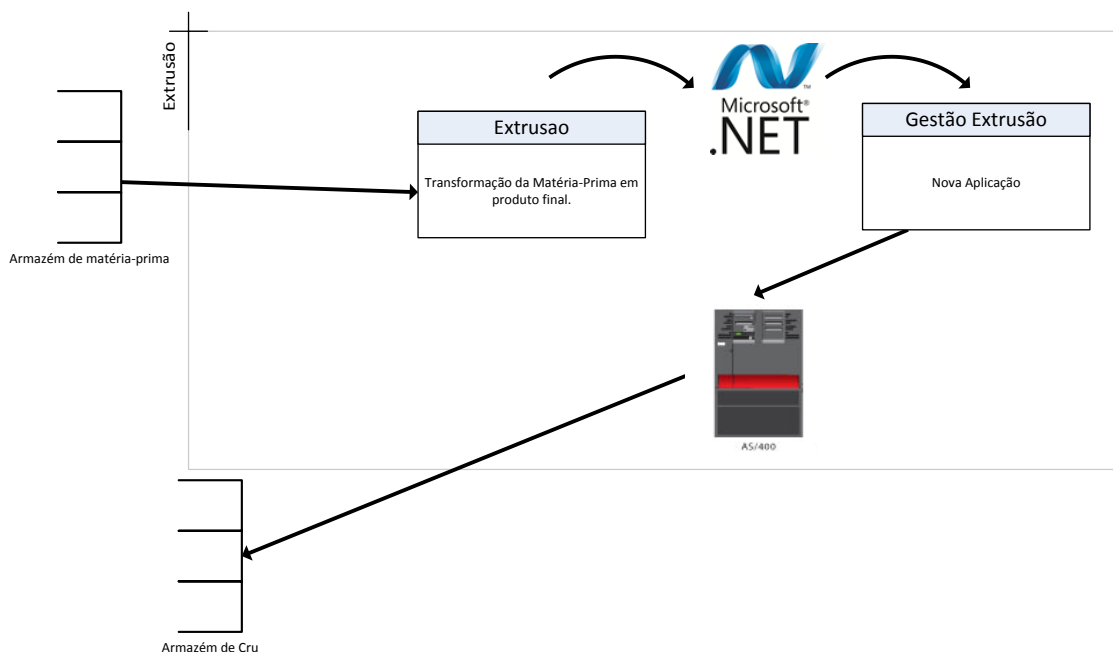 Extrusão
Microsoft®
.NET
™
Extrusao
Gestão Extrusão
Transformação da Matéria-Prima em
produto final.
Nova Aplicação
Armazém de matéria-prima
AS/400
Armazém de Cru